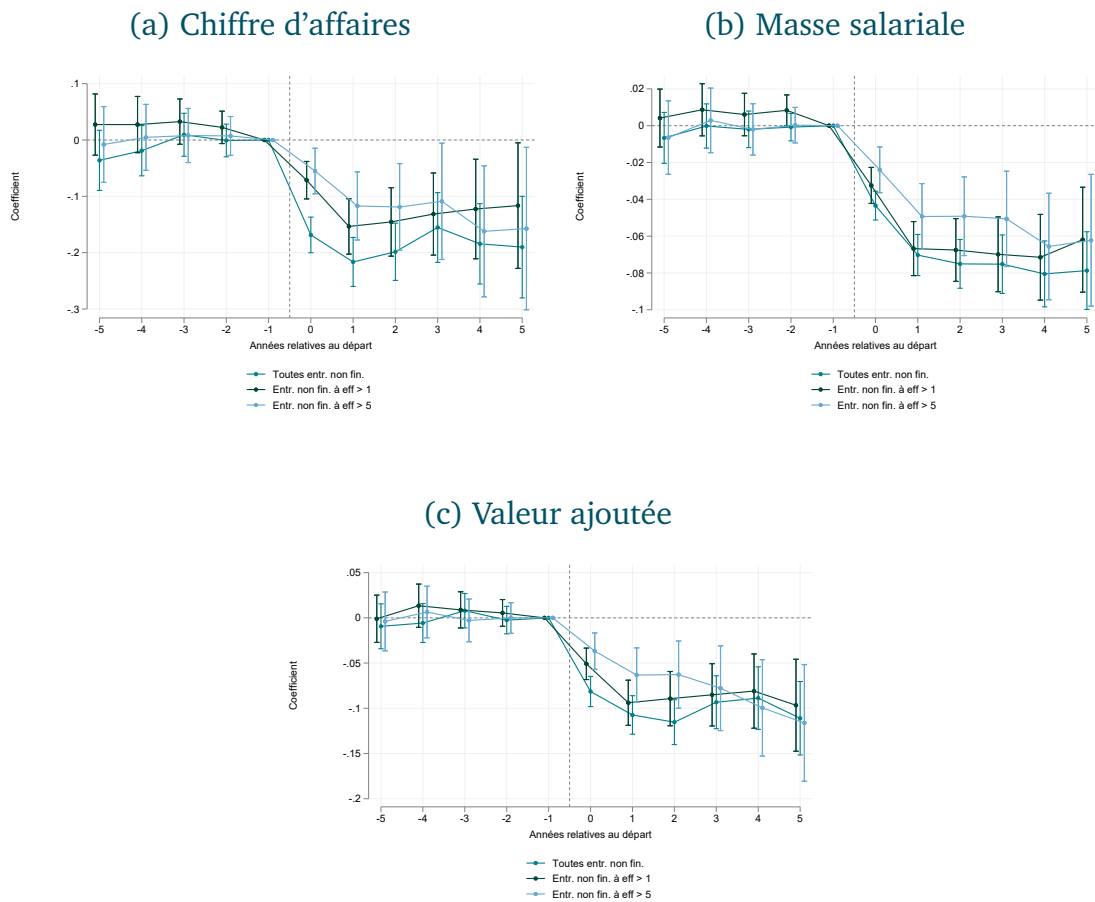 (a) Chiffre d'affaires
.1
0
-.1
-.2
-.3
Coefficient
-5 -4 -3 -2 -1 0 1 2 3 4 5
Années relatives au départ
Toutes entr. non fin.
Entr. non fin. à eff > 1
Entr. non fin. à eff > 5
(b) Masse salariale
.02
0
-.02
-.04
-.06
-.08
-.1
Coefficient
-5 -4 -3 -2 -1 0 1 2 3 4 5
Années relatives au départ
Toutes entr. non fin.
Entr. non fin. à eff > 1
Entr. non fin. à eff > 5
(c) Valeur ajoutée
.05
0
-.05
-.1
-.15
-.2
Coefficient
-5 -4 -3 -2 -1 0 1 2 3 4 5
Années relatives au départ
Toutes entr. non fin.
Entr. non fin. à eff > 1
Entr. non fin. à eff > 5